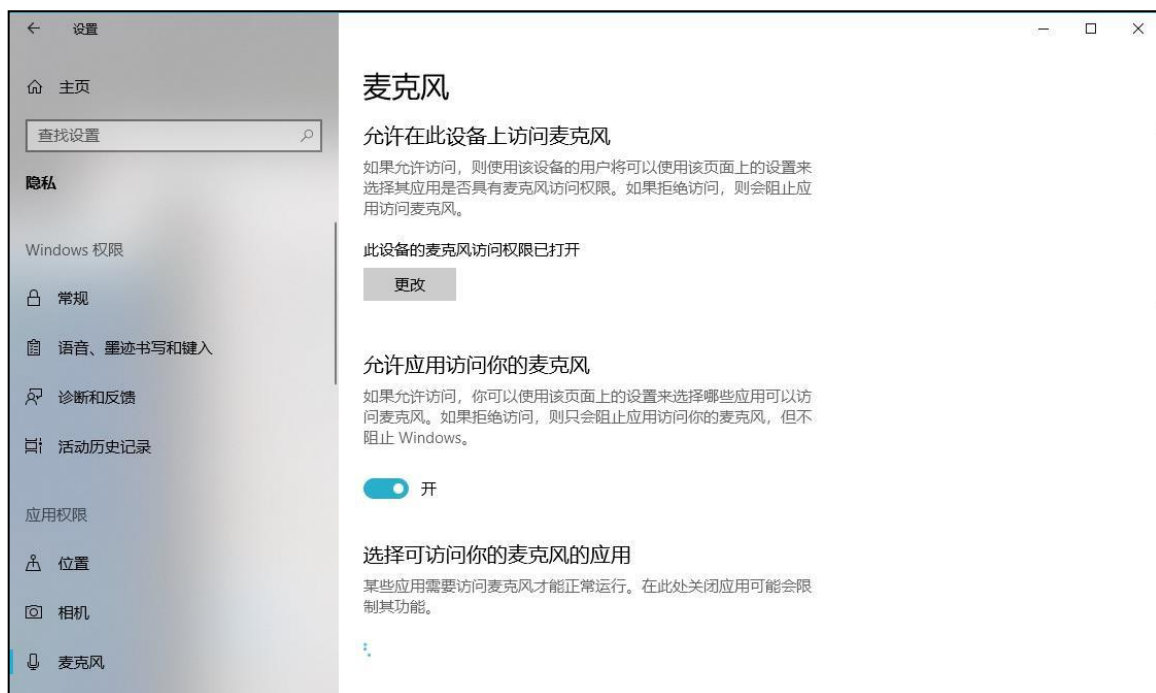 设置
主页
查找设置
隐私
Windows 权限
常规
语音、墨迹书写和键入
诊断和反馈
活动历史记录
应用权限
位置
相机
麦克风
麦克风
允许在此设备上访问麦克风
如果允许访问，则使用该设备的用户将可以使用该页面上的设置来
选择其应用是否具有麦克风访问权限。如果拒绝访问，则会阻止应
用访问麦克风。
此设备的麦克风访问权限已打开
更改
允许应用访问你的麦克风
如果允许访问，你可以使用该页面上的设置来选择哪些应用可以访
问麦克风。如果拒绝访问，则只会阻止应用访问你的麦克风，但不
阻止 Windows。
开
选择可访问你的麦克风的应用
某些应用需要访问麦克风才能正常运行。在此处关闭应用可能会限
制其功能。